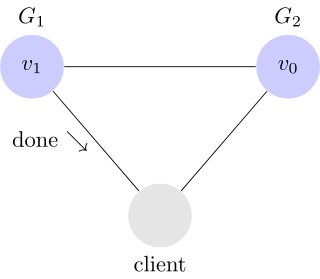 G₁ G₂
v₁ v₀
done
client